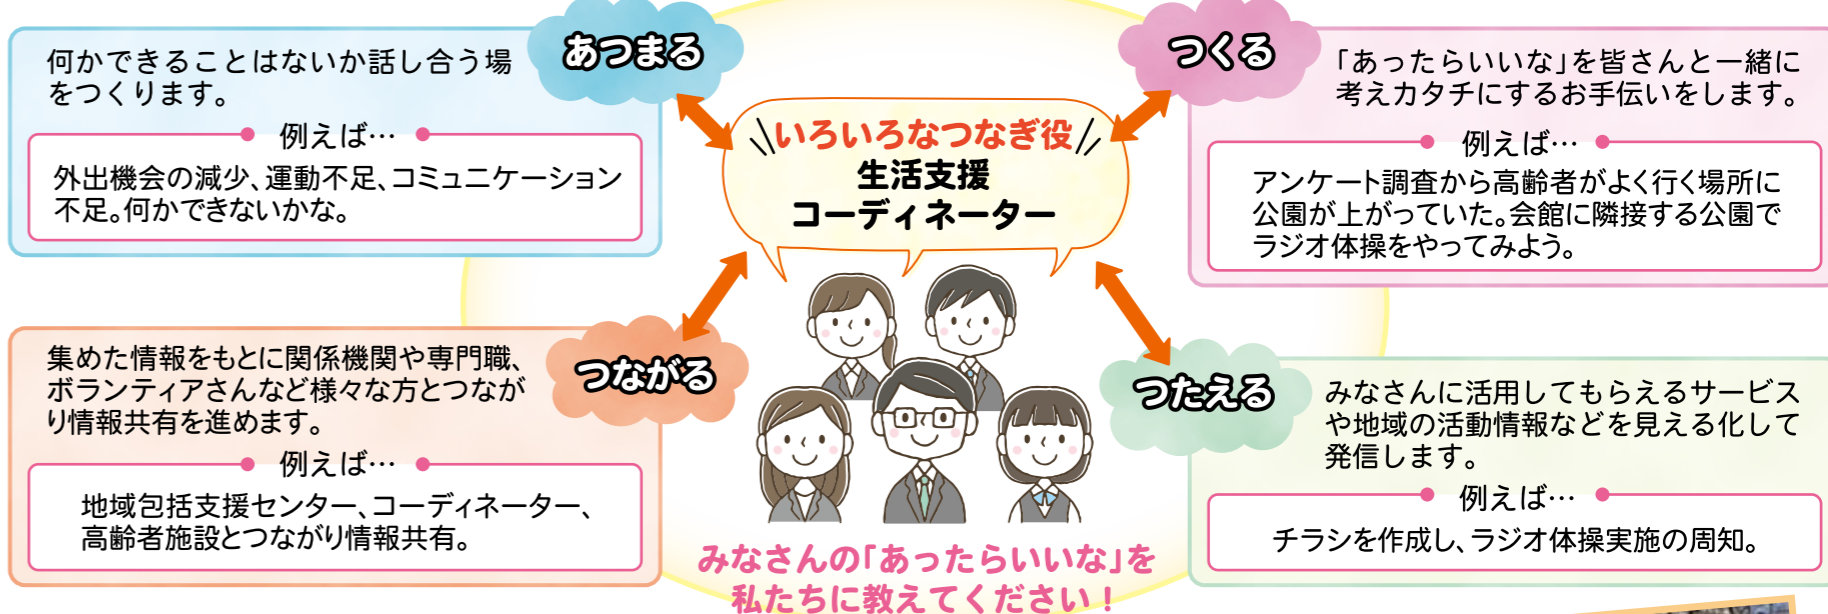 あつまる
何かできることはないか話し合う場
をつくります。
例えば…
外出機会の減少、運動不足、コミュニケーション
不足。何かできないかな。
つくる
「あったらいいな」を皆さんと一緒に
考えカタチにするお手伝いをします。
例えば…
アンケート調査から高齢者がよく行く場所に
公園が上がっていた。会館に隣接する公園で
ラジオ体操をやってみよう。
いろいろなつなぎ役
生活支援
コーディネーター
つながる
集めた情報をもとに関係機関や専門職、
ボランティアさんなど様々な方とつなが
り情報共有を進めます。
例えば…
地域包括支援センター、コーディネーター、
高齢者施設とつながり情報共有。
つたえる
みなさんに活用してもらえるサービス
や地域の活動情報などを見える化して
発信します。
例えば…
チラシを作成し、ラジオ体操実施の周知。
みなさんの「あったらいいな」を
私たちに教えてください！